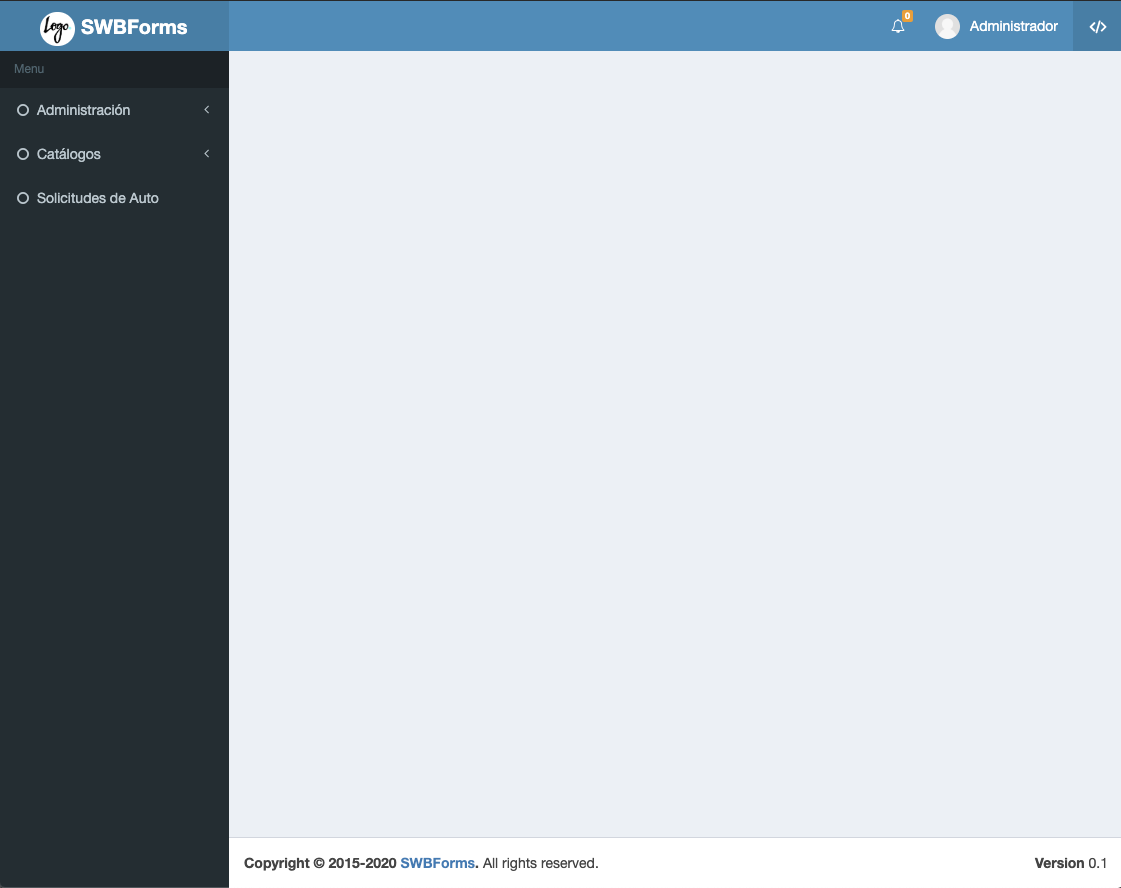 Logo SWBForms
0
Administrador
</>
Menu
Administración
Catálogos
Solicitudes de Auto
Copyright © 2015-2020 SWBForms. All rights reserved.
Version 0.1